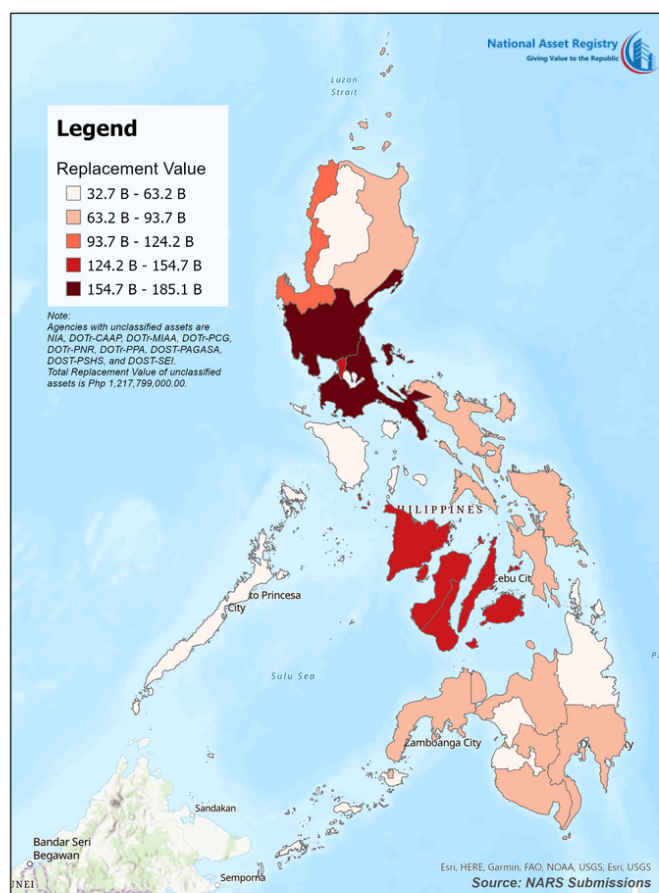 National Asset Registry
Giving Value to the Republic
Luzon
Strait
Legend
Replacement Value
32.7 B - 63.2 B
63.2 B - 93.7 B
93.7 B - 124.2 B
124.2 B - 154.7 B
154.7 B - 185.1 B
Note:
Agencies with unclassified assets are
NIA, DOTr-CAAP, DOTr-MIAA, DOTr-PCG,
DOTr-PNR, DOTr-PPA, DOST-PAGASA,
DOST-PSHS, and DOST-SEI.
Total Replacement Value of unclassified
assets is Php 1,217,799,000.00.
HILIPPINES
Cebu Cit
to Princesa
City
Sulu Sea
Zamboanga City
Sandakan
Bandar Seri
Begawan
UNEI
Semporna
Esri, HERE, Garmin, FAO, NOAA, USGS, Esri, USGS
Source: NARS Submissions